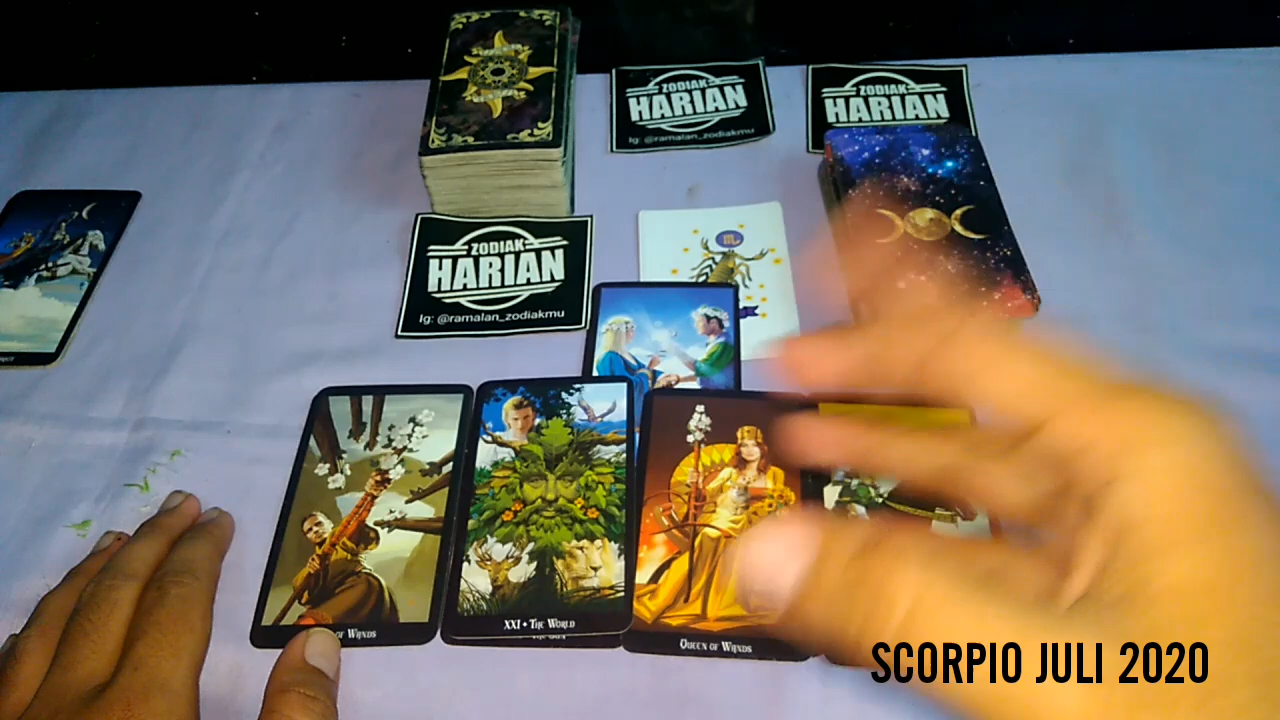 ZODIAK
HARIAN
Ig: @ramalan_zodiakmu
ZODIAK
HARIAN
ZODIAK
HARIAN
Ig: @ramalan_zodiakmu
OF WANDS
XXI • THE WORLD
QUEEN OF WANDS
SCORPIO JULI 2020